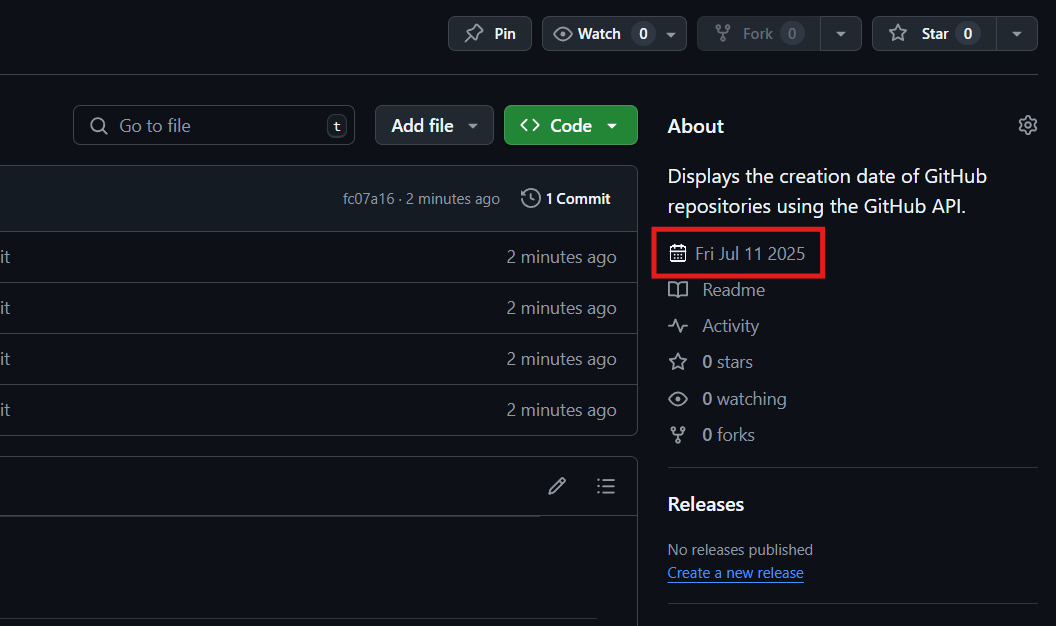 Pin
Watch 0
Fork 0
Star 0
Go to file t
Add file
Code
fc07a16 · 2 minutes ago
1 Commit
it 2 minutes ago
it 2 minutes ago
it 2 minutes ago
it 2 minutes ago
About
Displays the creation date of GitHub
repositories using the GitHub API.
Fri Jul 11 2025
Readme
Activity
0 stars
0 watching
0 forks
Releases
No releases published
Create a new release